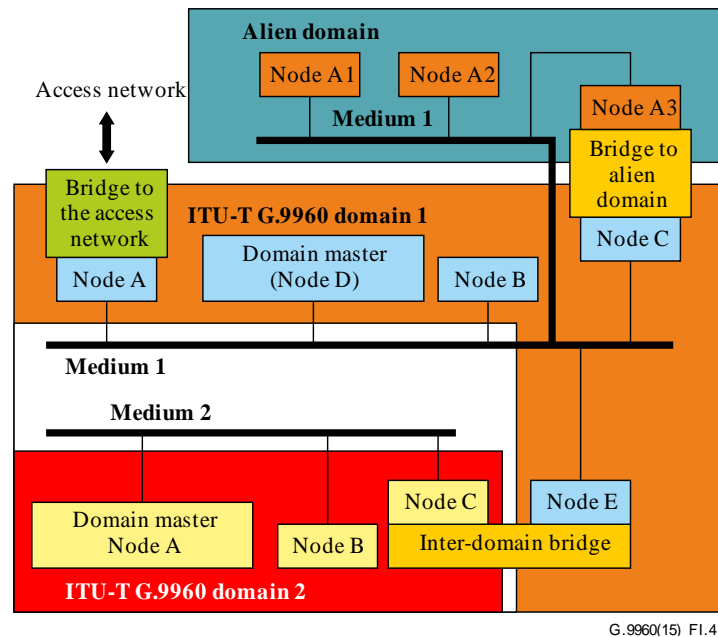 Alien domain
Node A1
Node A2
Access network
Node A3
Medium 1
Bridge to
alien
domain
Bridge to
the access
network
ITU-T G.9960 domain 1
Domain master
(Node D)
Node C
Node A
Node B
Medium 1
Medium 2
Node C
Node E
Domain master
Node A
Node B
Inter-domain bridge
ITU-T G.9960 domain 2
G.9960(15)_FI.4